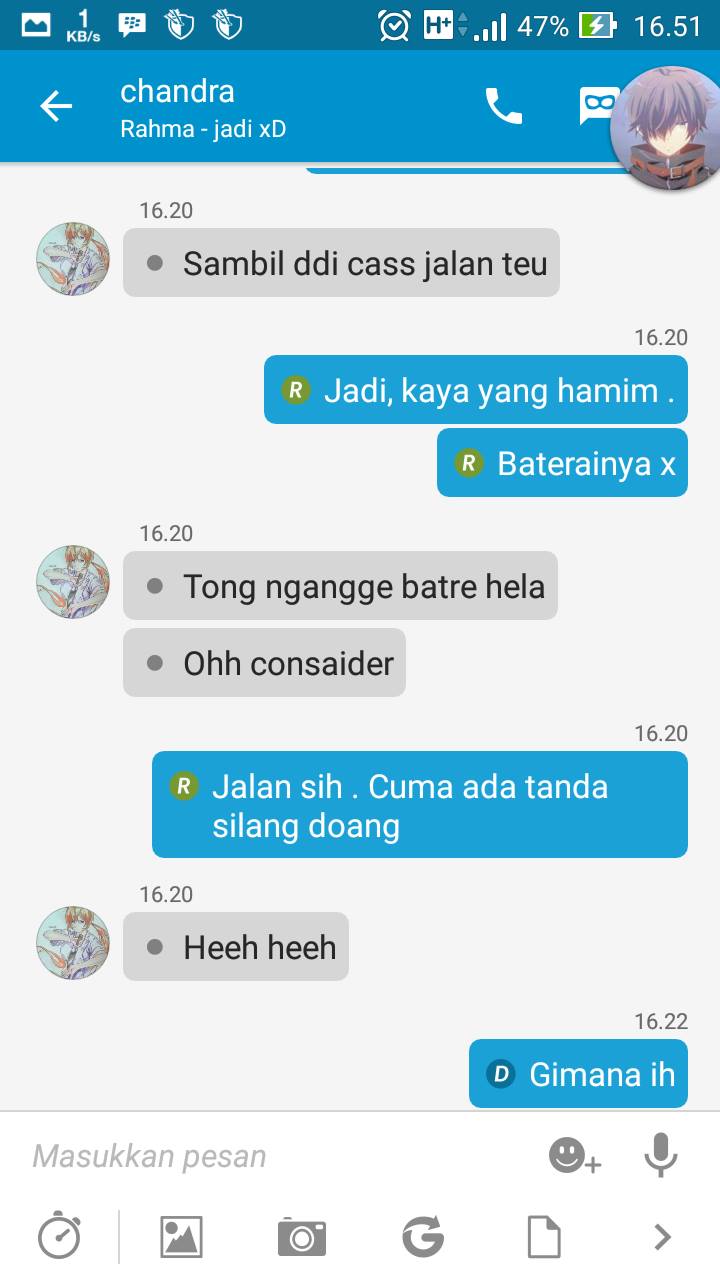 1
KB/s
H+
47%
16.51
chandra
Rahma - jadi xD
16.20
Sambil ddi cass jalan teu
16.20
R Jadi, kaya yang hamim .
R Baterainya x
16.20
Tong ngangge batre hela
Ohh consaider
16.20
R Jalan sih . Cuma ada tanda
silang doang
16.20
Heeh heeh
16.22
D Gimana ih
Masukkan pesan